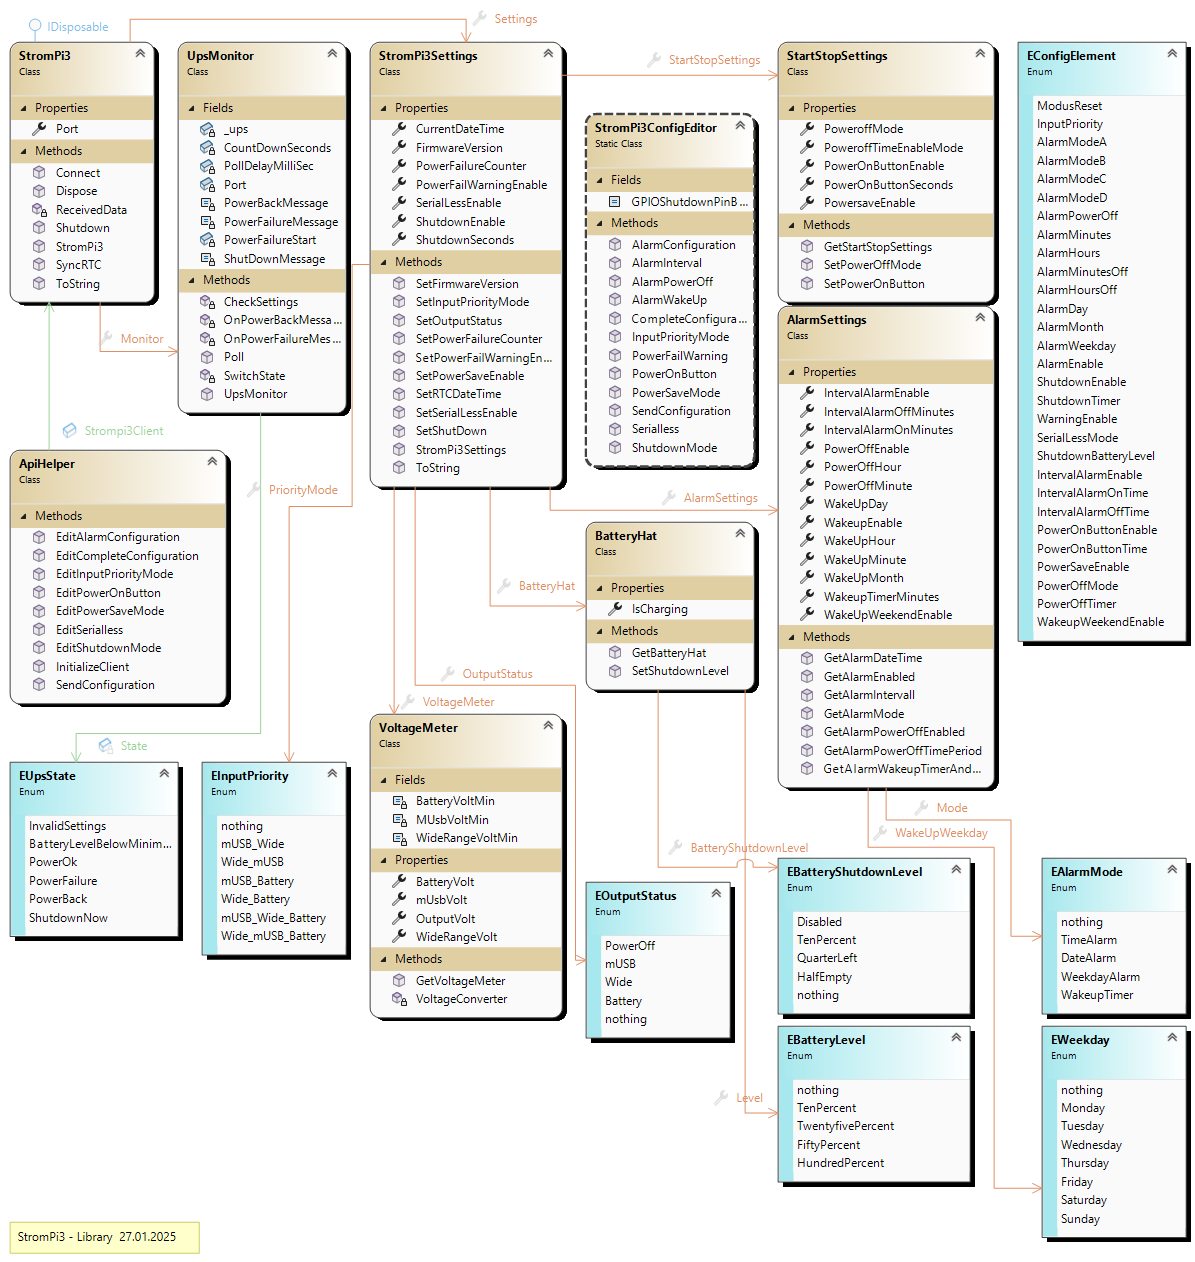 IDisposable
Settings
StromPi3
Class
Properties
Port
Methods
Connect
Dispose
ReceivedData
Shutdown
StromPi3
SyncRTC
ToString
UpsMonitor
Class
Fields
_ups
CountDownSeconds
PollDelayMilliSec
Port
PowerBackMessage
PowerFailureMessage
PowerFailureStart
ShutDownMessage
Methods
CheckSettings
OnPowerBackMessa...
OnPowerFailureMes...
Poll
SwitchState
UpsMonitor
StromPi3Settings
Class
Properties
CurrentDateTime
FirmwareVersion
PowerFailureCounter
PowerFailWarningEnable
SerialLessEnable
ShutdownEnable
ShutdownSeconds
Methods
SetFirmwareVersion
SetInputPriorityMode
SetOutputStatus
SetPowerFailureCounter
SetPowerFailWarningEn...
SetPowerSaveEnable
SetRTCDateTime
SetSerialLessEnable
SetShutDown
StromPi3Settings
ToString
StartStopSettings
StromPi3ConfigEditor
Static Class
Fields
GPIOShutdownPinB...
Methods
AlarmConfiguration
AlarmInterval
AlarmPowerOff
AlarmWakeUp
CompleteConfigura...
InputPriorityMode
PowerFailWarning
PowerOnButton
PowerSaveMode
SendConfiguration
Serialless
ShutdownMode
StartStopSettings
Class
Properties
PoweroffMode
PoweroffTimeEnableMode
PowerOnButtonEnable
PowerOnButtonSeconds
PowersaveEnable
Methods
GetStartStopSettings
SetPowerOffMode
SetPowerOnButton
AlarmSettings
Class
Properties
IntervalAlarmEnable
IntervalAlarmOffMinutes
IntervalAlarmOnMinutes
PowerOffEnable
PowerOffHour
PowerOffMinute
WakeUpDay
WakeupEnable
WakeUpHour
WakeUpMinute
WakeUpMonth
WakeupTimerMinutes
WakeUpWeekendEnable
Methods
GetAlarmDateTime
GetAlarmEnabled
GetAlarmIntervall
GetAlarmMode
GetAlarmPowerOffEnabled
GetAlarmPowerOffTimePeriod
GetAlarmWakeupTimerAnd...
EConfigElement
Enum
ModusReset
InputPriority
AlarmModeA
AlarmModeB
AlarmModeC
AlarmModeD
AlarmPowerOff
AlarmMinutes
AlarmHours
AlarmMinutesOff
AlarmHoursOff
AlarmDay
AlarmMonth
AlarmWeekday
AlarmEnable
ShutdownEnable
ShutdownTimer
WarningEnable
SerialLessMode
ShutdownBatteryLevel
IntervalAlarmEnable
IntervalAlarmOnTime
IntervalAlarmOffTime
PowerOnButtonEnable
PowerOnButtonTime
PowerSaveEnable
PowerOffMode
PowerOffTimer
WakeupWeekendEnable
Monitor
Strompi3Client
PriorityMode
AlarmSettings
ApiHelper
Class
Methods
EditAlarmConfiguration
EditCompleteConfiguration
EditInputPriorityMode
EditPowerOnButton
EditPowerSaveMode
EditSerialless
EditShutdownMode
InitializeClient
SendConfiguration
BatteryHat
BatteryHat
Class
Properties
IsCharging
Methods
GetBatteryHat
SetShutdownLevel
OutputStatus
VoltageMeter
State
EUpsState
Enum
InvalidSettings
BatteryLevelBelowMinim...
PowerOk
PowerFailure
PowerBack
ShutdownNow
EInputPriority
Enum
nothing
mUSB_Wide
Wide_mUSB
mUSB_Battery
Wide_Battery
mUSB_Wide_Battery
Wide_mUSB_Battery
VoltageMeter
Class
Fields
BatteryVoltMin
MUsbVoltMin
WideRangeVoltMin
Properties
BatteryVolt
mUsbVolt
OutputVolt
WideRangeVolt
Methods
GetVoltageMeter
VoltageConverter
BatteryShutdownLevel
Mode
WakeUpWeekday
EOutputStatus
Enum
PowerOff
mUSB
Wide
Battery
nothing
EBatteryShutdownLevel
Enum
Disabled
TenPercent
QuarterLeft
HalfEmpty
nothing
EAlarmMode
Enum
nothing
TimeAlarm
DateAlarm
WeekdayAlarm
WakeupTimer
Level
EBatteryLevel
Enum
nothing
TenPercent
TwentyfivePercent
FiftyPercent
HundredPercent
EWeekday
Enum
nothing
Monday
Tuesday
Wednesday
Thursday
Friday
Saturday
Sunday
StromPi3 - Library 27.01.2025